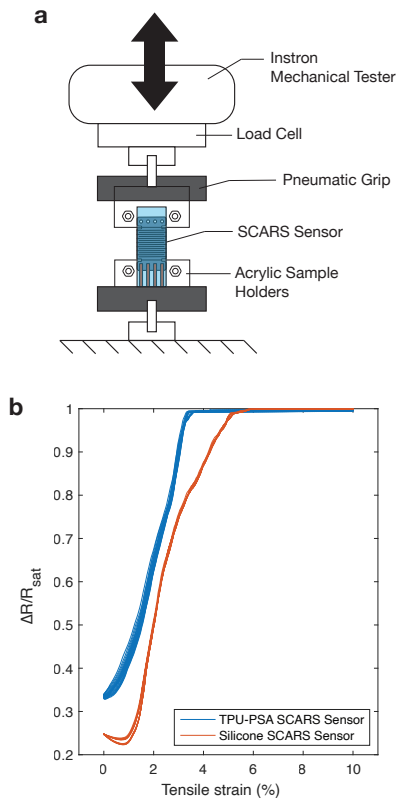 a
Instron
Mechanical Tester
Load Cell
Pneumatic Grip
SCARS Sensor
Acrylic Sample
Holders
b
1
0.9
0.8
0.7
0.6
0.5
0.4
0.3
0.2
ΔR/R_sat
TPU-PSA SCARS Sensor
Silicone SCARS Sensor
0 2 4 6 8 10
Tensile strain (%)